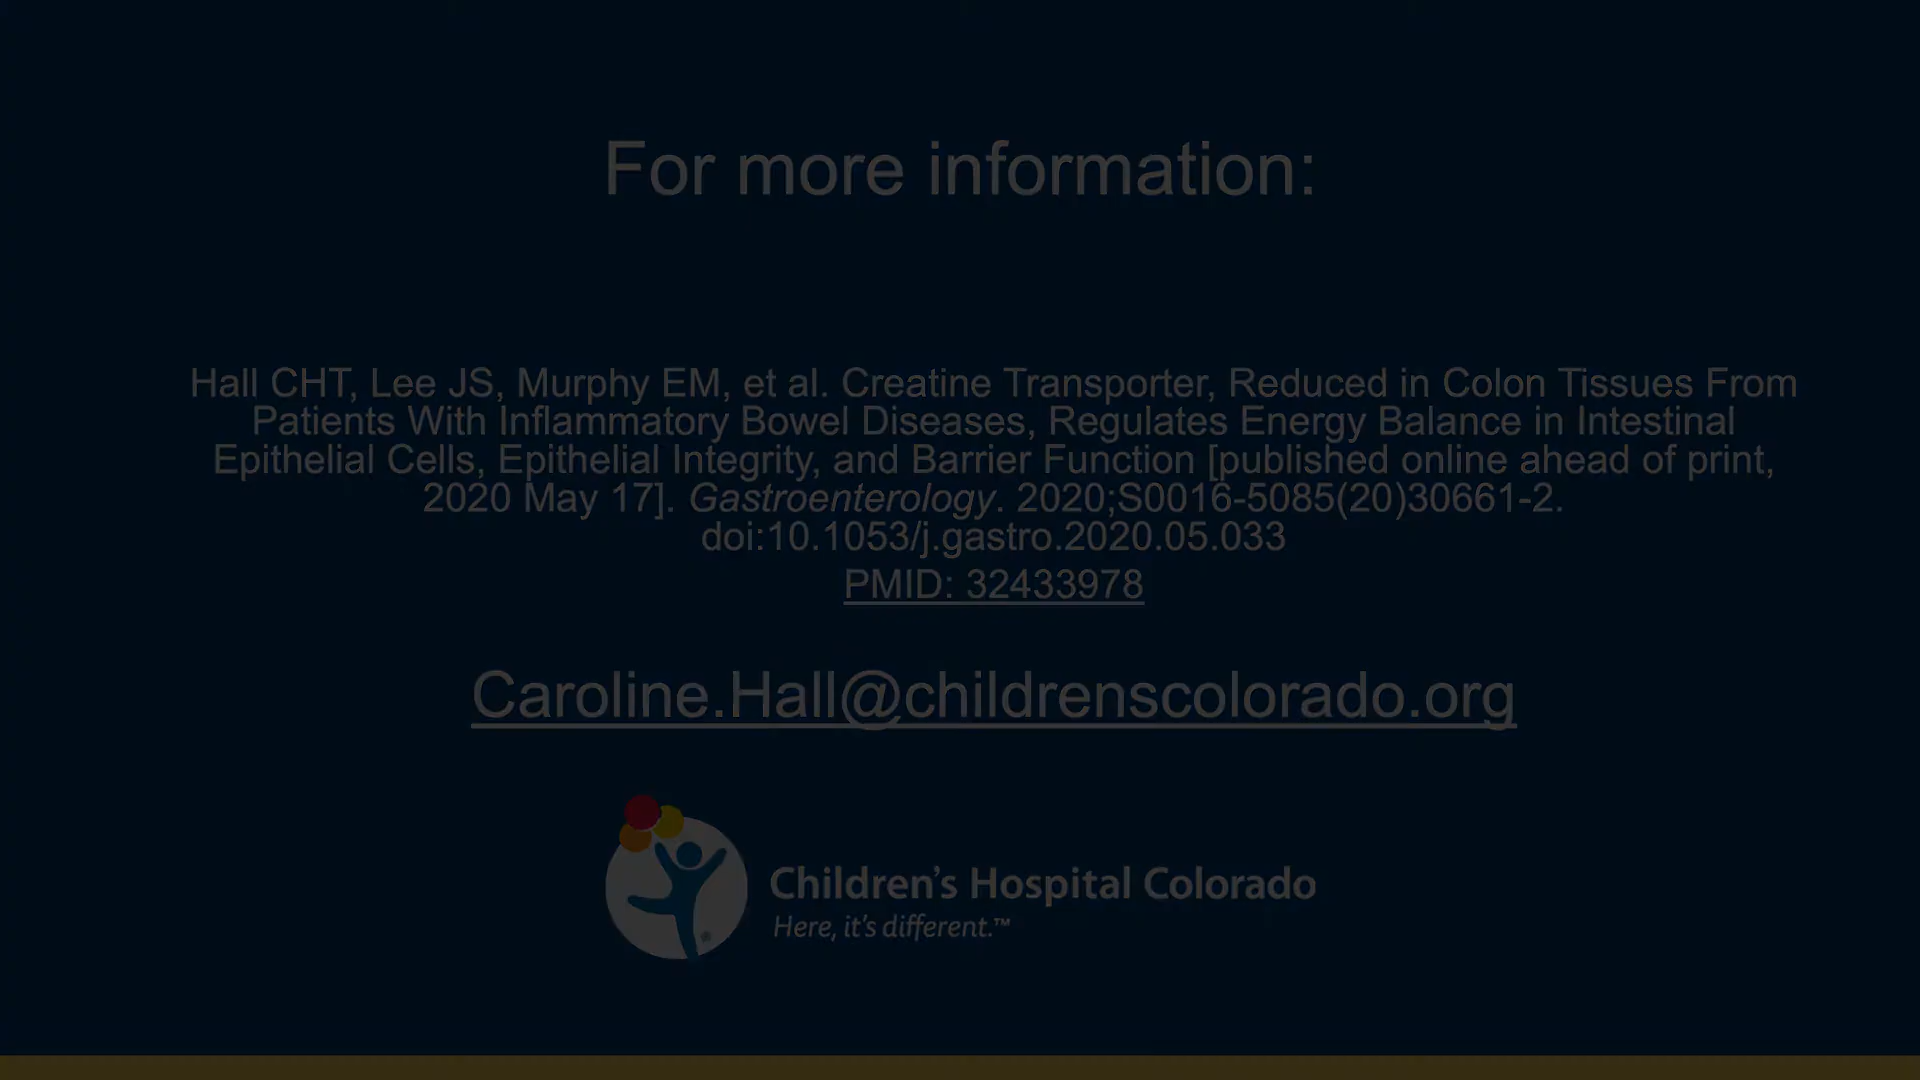 For more information:
Hall CHT, Lee JS, Murphy EM, et al. Creatine Transporter, Reduced in Colon Tissues From
Patients With Inflammatory Bowel Diseases, Regulates Energy Balance in Intestinal
Epithelial Cells, Epithelial Integrity, and Barrier Function [published online ahead of print,
2020 May 17]. Gastroenterology. 2020;S0016-5085(20)30661-2.
doi:10.1053/j.gastro.2020.05.033
PMID: 32433978
Caroline.Hall@childrenscolorado.org
Children's Hospital Colorado
Here, it's different.™